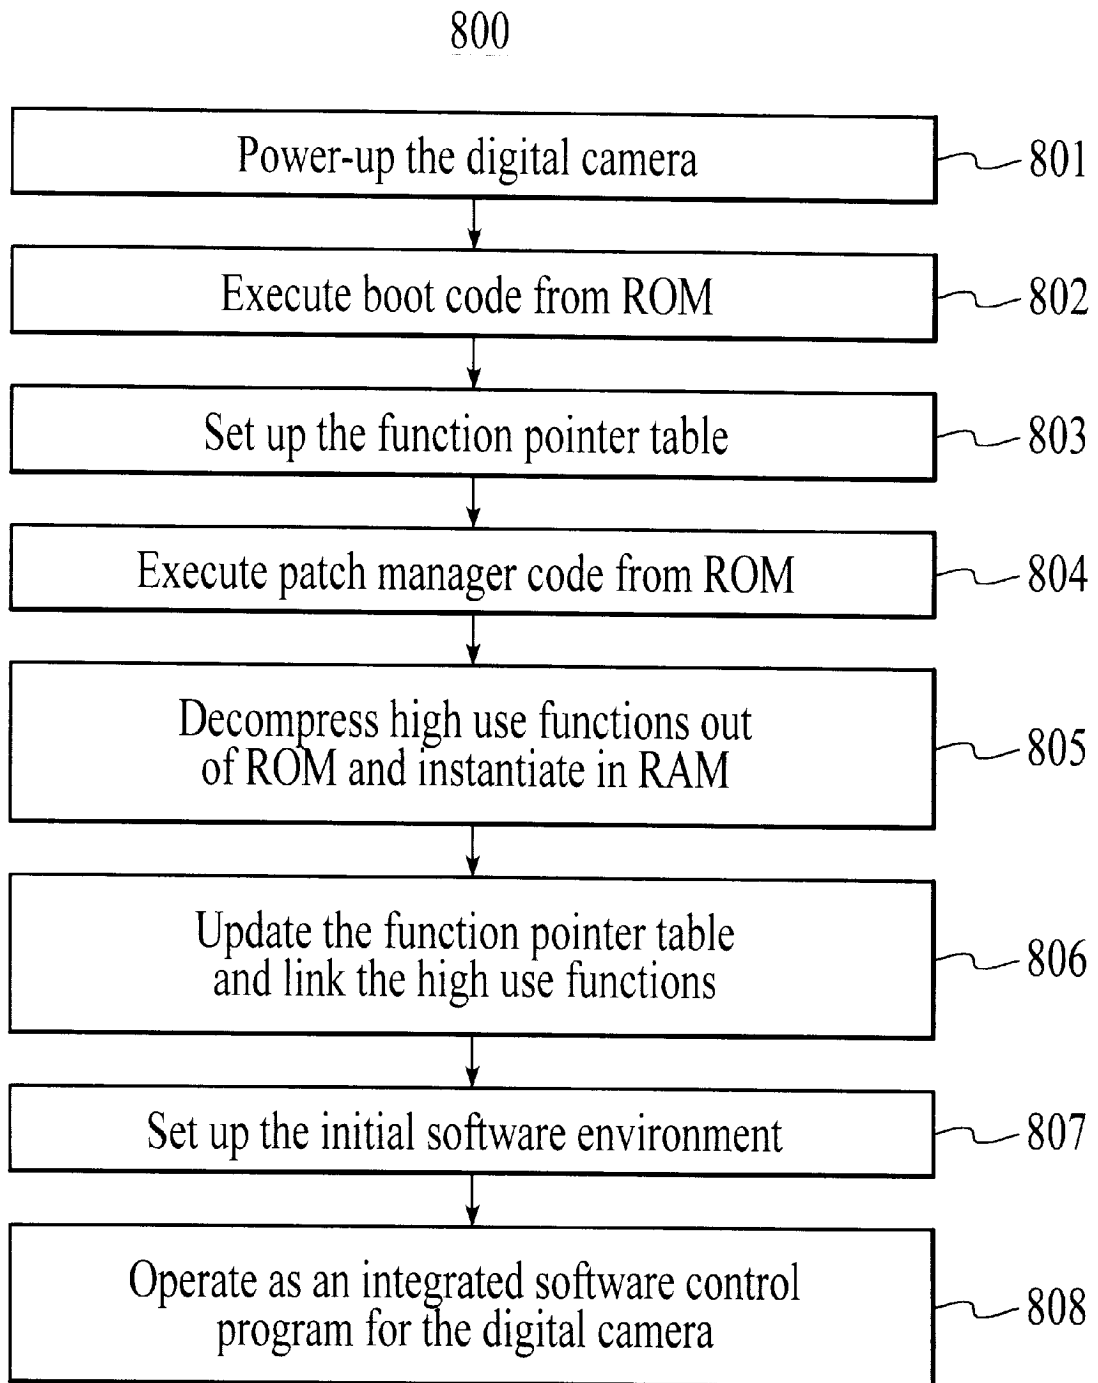 800
Power-up the digital camera
801
Execute boot code from ROM
802
Set up the function pointer table
803
Execute patch manager code from ROM
804
Decompress high use functions out
of ROM and instantiate in RAM
805
Update the function pointer table
and link the high use functions
806
Set up the initial software environment
807
Operate as an integrated software control
program for the digital camera
808